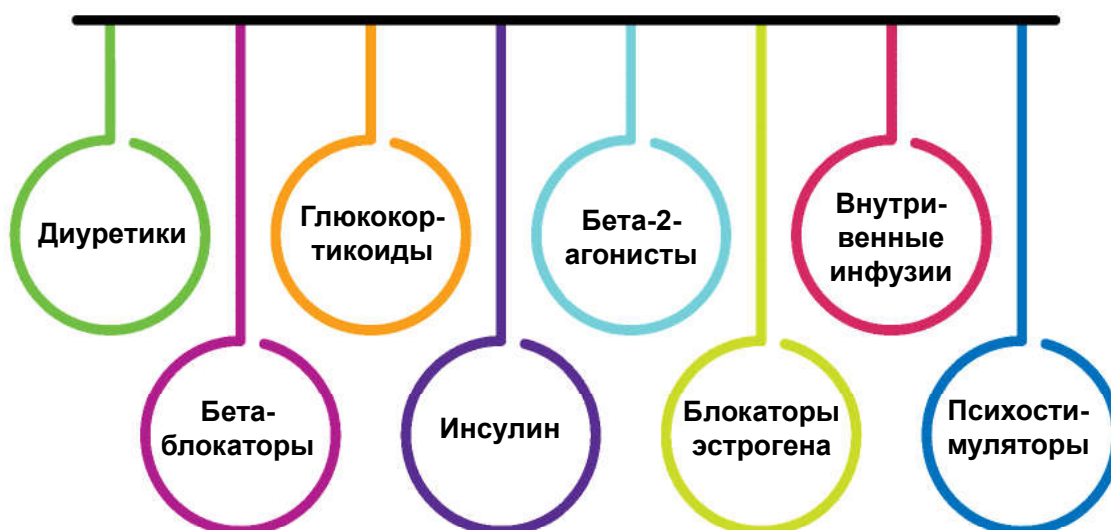 Диуретики
Глюкокор-
тикоиды
Бета-2-
агонисты
Внутри-
венные
инфузии
Бета-
блокаторы
Инсулин
Блокаторы
эстрогена
Психости-
муляторы